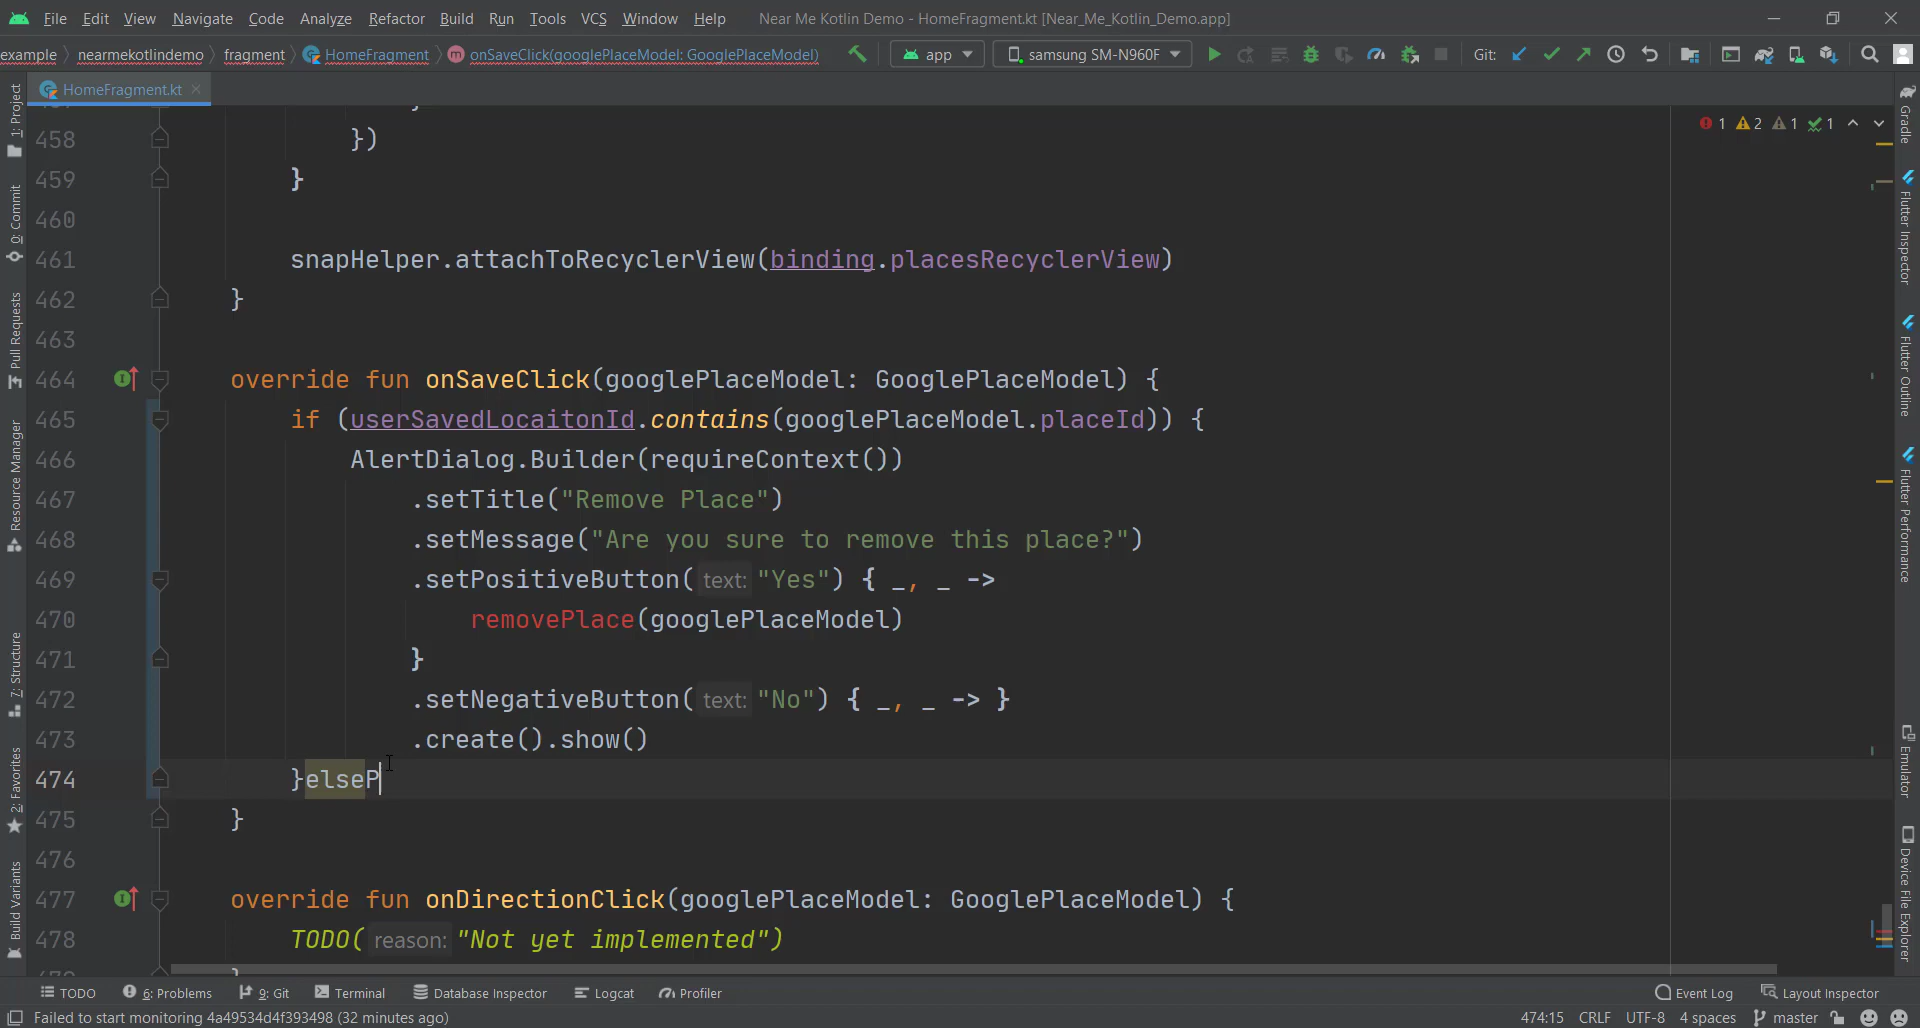 File Edit View Navigate Code Analyze Refactor Build Run Tools VCS Window Help Near Me Kotlin Demo - HomeFragment.kt [Near_Me_Kotlin_Demo.app]
example nearmekotlindemo fragment HomeFragment onSaveClick(googlePlaceModel: GooglePlaceModel) app samsung SM-N960F Git:
HomeFragment.kt
1 2 1 1
458 })
459 }
460
461 snapHelper.attachToRecyclerView(binding.placesRecyclerView)
462 }
463
464 override fun onSaveClick(googlePlaceModel: GooglePlaceModel) {
465 if (userSavedLocaitonId.contains(googlePlaceModel.placeId)) {
466 AlertDialog.Builder(requireContext())
467 .setTitle("Remove Place")
468 .setMessage("Are you sure to remove this place?")
469 .setPositiveButton( text: "Yes") { _, _ ->
470 removePlace(googlePlaceModel)
471 }
472 .setNegativeButton( text: "No") { _, _ -> }
473 .create().show()
474 }elseP
475 }
476
477 override fun onDirectionClick(googlePlaceModel: GooglePlaceModel) {
478 TODO( reason: "Not yet implemented")
1: Project
0: Commit
Pull Requests
Resource Manager
7: Structure
2: Favorites
Build Variants
Gradle
Flutter Inspector
Flutter Outline
Flutter Performance
Emulator
Device File Explorer
TODO 6: Problems 9: Git Terminal Database Inspector Logcat Profiler Event Log Layout Inspector
Failed to start monitoring 4a49534d4f393498 (32 minutes ago) 474:15 CRLF UTF-8 4 spaces master